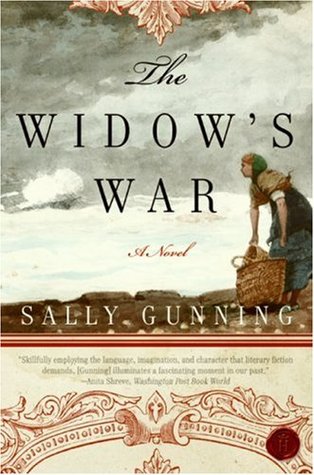 The
WIDOW'S
WAR
A Novel
SALLY GUNNING
"Skillfully employing the language, imagination, and character that literary fiction
demands, [Gunning] illuminates a fascinating moment in our past."
—Anita Shreve, Washington Post Book World